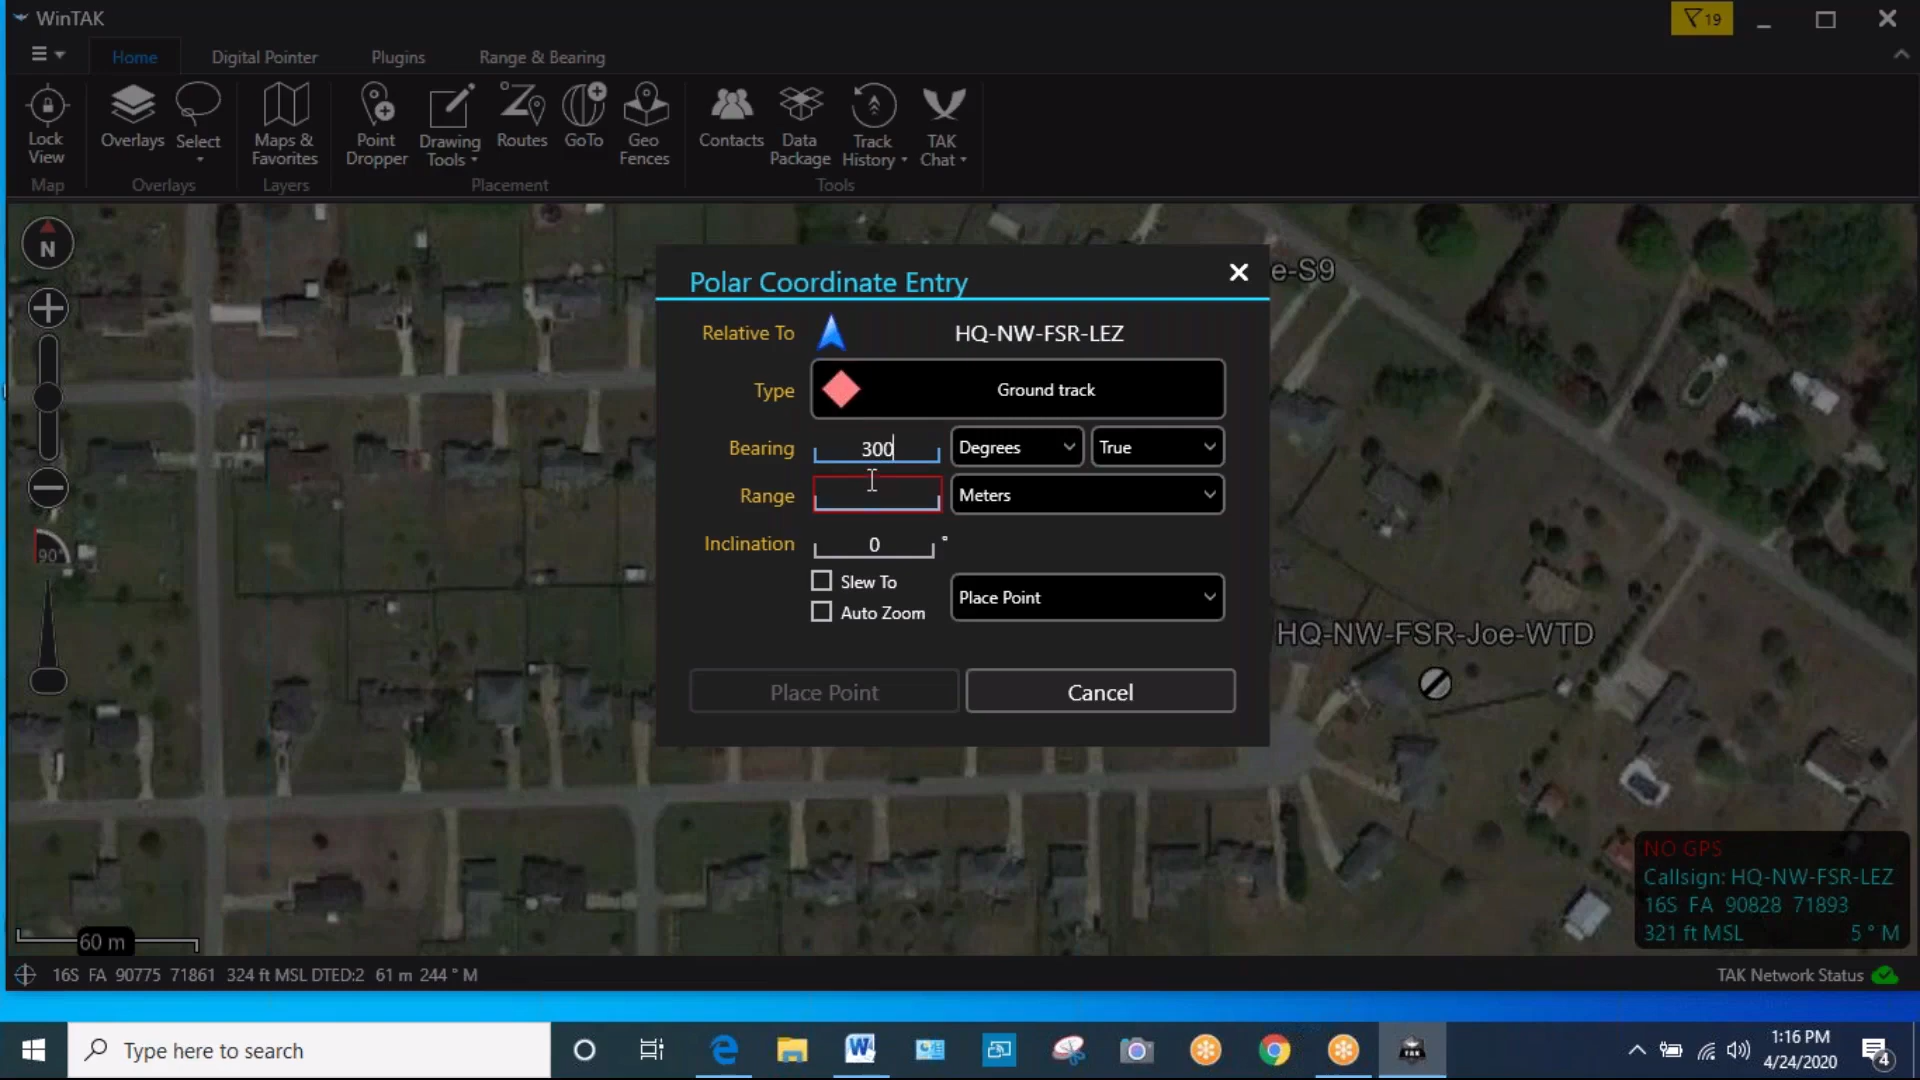 WinTAK
19
Home
Digital Pointer
Plugins
Range & Bearing
Lock View
Overlays
Select
Maps & Favorites
Point Dropper
Drawing Tools
Routes
GoTo
Geo Fences
Contacts
Data Package
Track History
TAK Chat
Map
Overlays
Layers
Placement
Tools
N
90°
Polar Coordinate Entry
e-S9
Relative To HQ-NW-FSR-LEZ
Type Ground track
Bearing 300 Degrees True
Range Meters
Inclination 0 °
Slew To
Auto Zoom
Place Point
Place Point
Cancel
HQ-NW-FSR-Joe-WTD
NO GPS
Callsign: HQ-NW-FSR-LEZ
16S FA 90828 71893
321 ft MSL 5 ° M
60 m
16S FA 90775 71861 324 ft MSL DTED:2 61 m 244 ° M
TAK Network Status
Type here to search
1:16 PM
4/24/2020
4